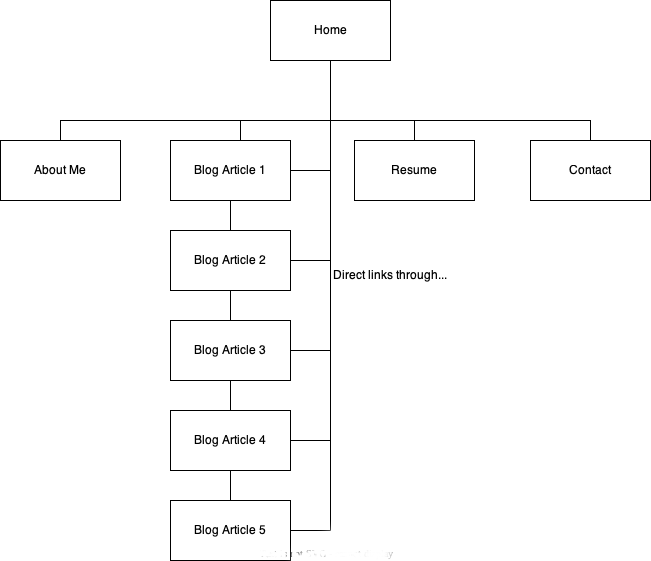 Home
About Me
Blog Article 1
Resume
Contact
Blog Article 2
Direct links through...
Blog Article 3
Blog Article 4
Blog Article 5